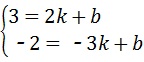 3 = 2k + b
-2 = -3k + b